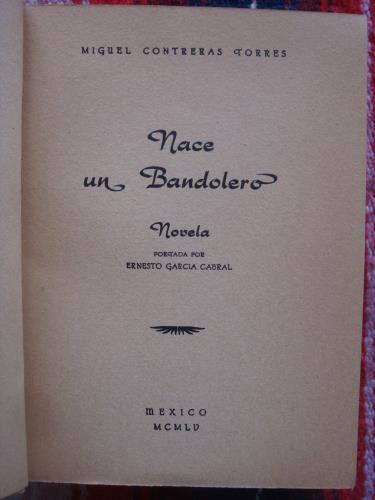 MIGUEL CONTRERAS TORRES
Nace
un Bandolero
Novela
PORTADA POR
ERNESTO GARCIA CABRAL
MEXICO
MCMLV